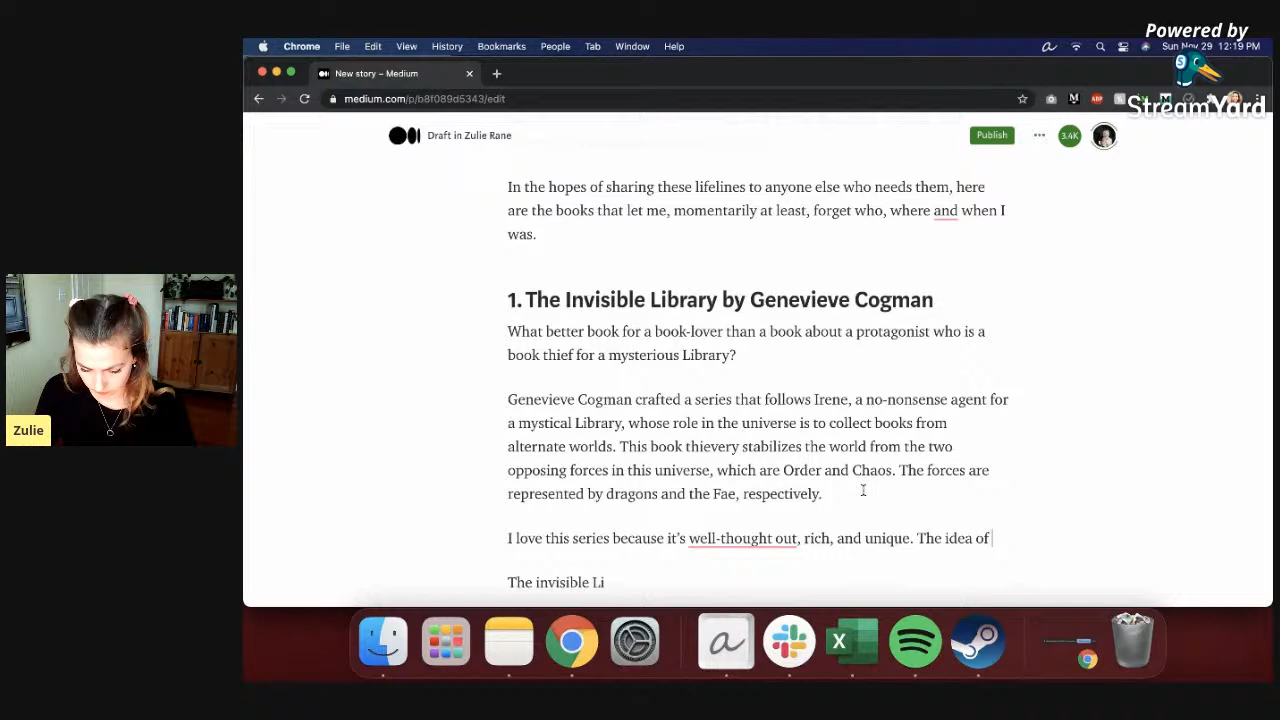 Powered by
StreamYard
Chrome File Edit View History Bookmarks People Tab Window Help
Sun Nov 29 12:19 PM
New story – Medium
medium.com/p/b8f089d5343/edit
ABP
Draft in Zulie Rane
Publish
3.4K
In the hopes of sharing these lifelines to anyone else who needs them, here
are the books that let me, momentarily at least, forget who, where and when I
was.
1. The Invisible Library by Genevieve Cogman
What better book for a book-lover than a book about a protagonist who is a
book thief for a mysterious Library?
Genevieve Cogman crafted a series that follows Irene, a no-nonsense agent for
a mystical Library, whose role in the universe is to collect books from
alternate worlds. This book thievery stabilizes the world from the two
opposing forces in this universe, which are Order and Chaos. The forces are
represented by dragons and the Fae, respectively.
I love this series because it's well-thought out, rich, and unique. The idea of
The invisible Li
Zulie